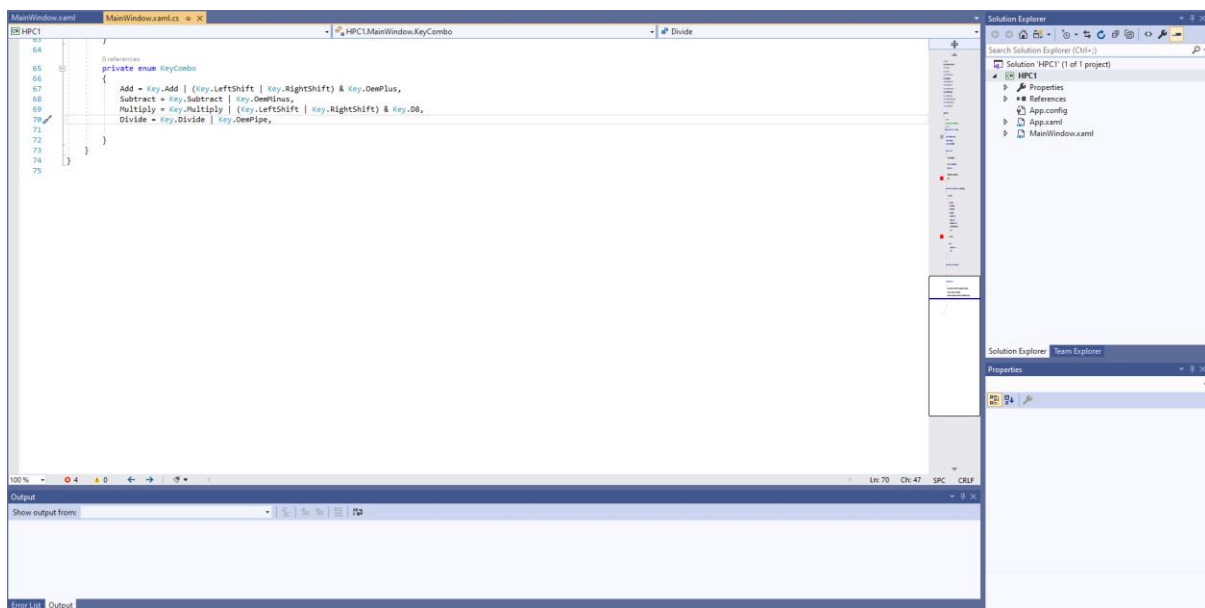 MainWindow.xaml
MainWindow.xaml.cs
HPC1
HPC1.MainWindow.KeyCombo
Divide
63 }
64
0 references
65 private enum KeyCombo
66 {
67 Add = Key.Add | (Key.LeftShift | Key.RightShift) & Key.OemPlus,
68 Subtract = Key.Subtract | Key.OemMinus,
69 Multiply = Key.Multiply | (Key.LeftShift | Key.RightShift) & Key.D8,
70 Divide = Key.Divide | Key.OemPipe,
71
72 }
73 }
74 }
75
100 %
4
0
Ln: 70 Ch: 47 SPC CRLF
Output
Show output from:
Error List Output
Solution Explorer
Search Solution Explorer (Ctrl+;)
Solution 'HPC1' (1 of 1 project)
HPC1
Properties
References
App.config
App.xaml
MainWindow.xaml
Solution Explorer Team Explorer
Properties